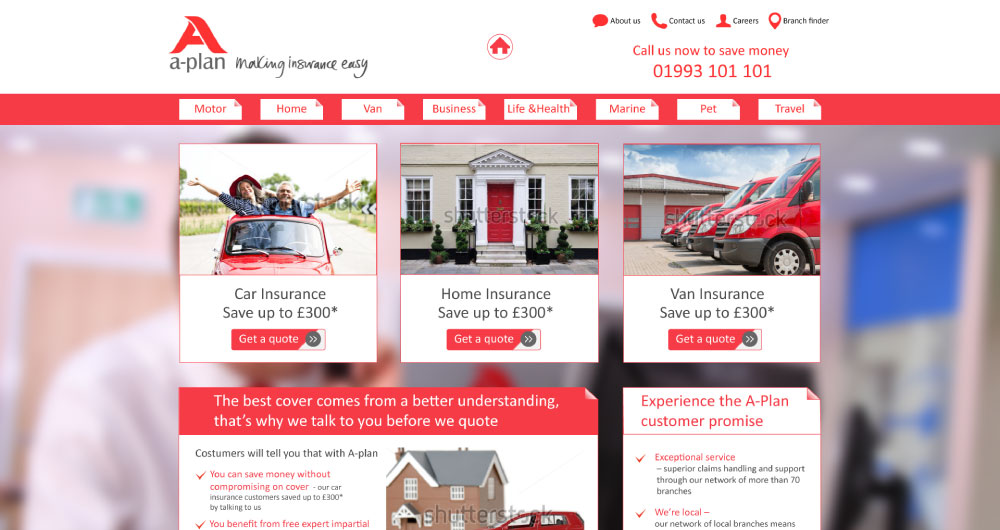 About us
Contact us
Careers
Branch finder
a-plan making insurance easy
Call us now to save money
01993 101 101
Motor
Home
Van
Business
Life &Health
Marine
Pet
Travel
shutterstock
shutterstock
Car Insurance
Save up to £300*
Get a quote
Home Insurance
Save up to £300*
Get a quote
Van Insurance
Save up to £300*
Get a quote
The best cover comes from a better understanding,
that's why we talk to you before we quote
Costumers will tell you that with A-plan
You can save money without
compromising on cover - our car
insurance customers saved up to £300*
by talking to us
You benefit from free expert impartial
shutterstock
Experience the A-Plan
customer promise
Exceptional service
– superior claims handling and support
through our network of more than 70
branches
We're local –
our network of local branches means